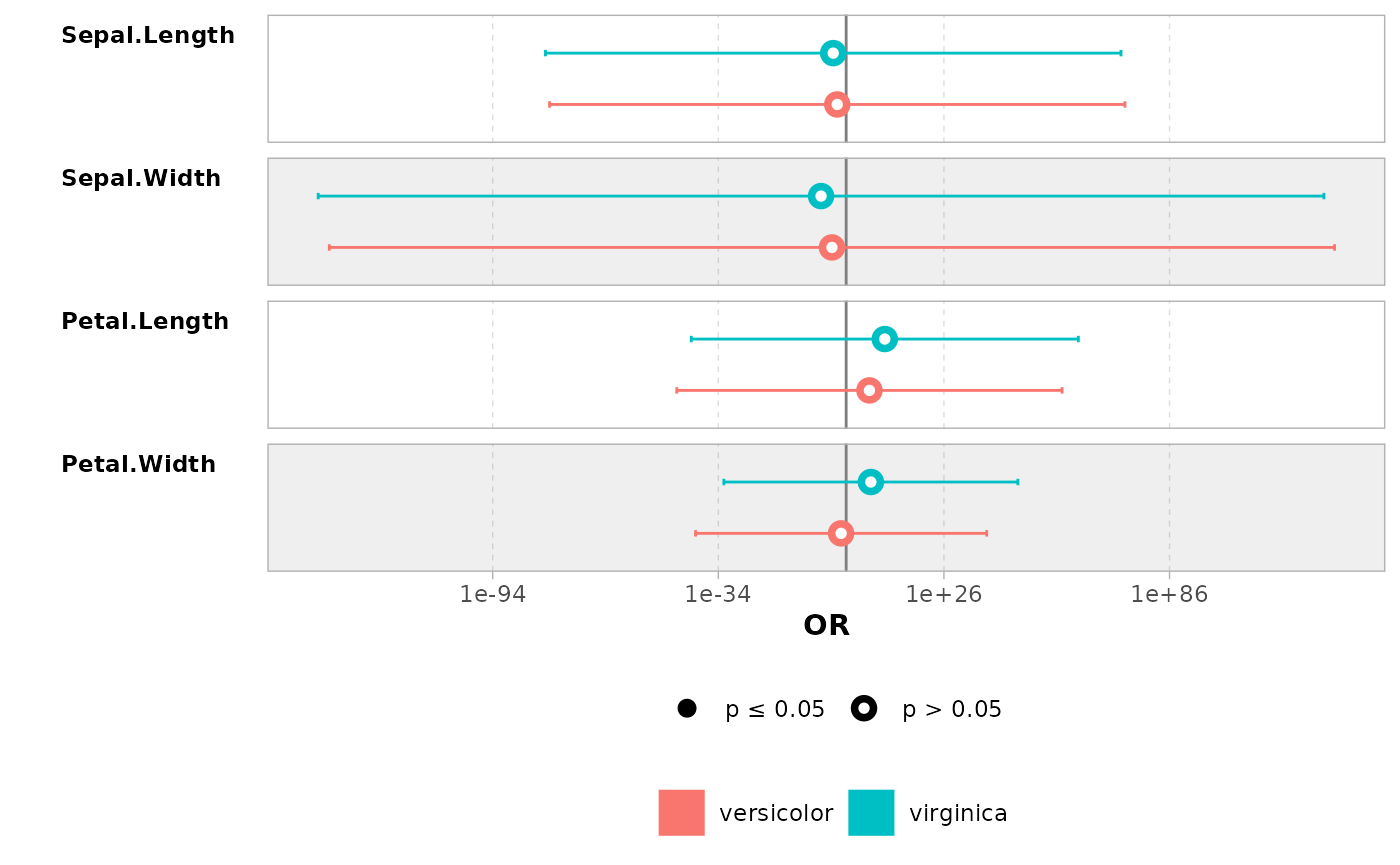 Sepal.Length
Sepal.Width
Petal.Length
Petal.Width
1e-94 1e-34 1e+26 1e+86
OR
p ≤ 0.05 p > 0.05
versicolor virginica